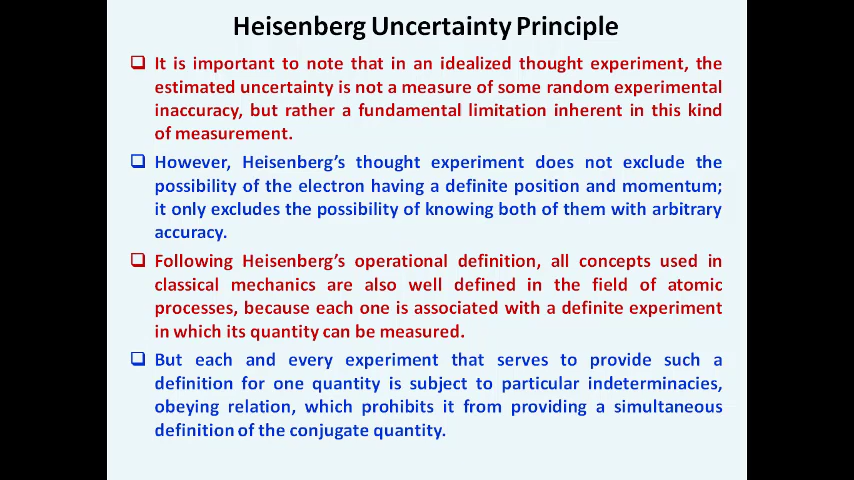 Heisenberg Uncertainty Principle
❑ It is important to note that in an idealized thought experiment, the
estimated uncertainty is not a measure of some random experimental
inaccuracy, but rather a fundamental limitation inherent in this kind
of measurement.
❑ However, Heisenberg’s thought experiment does not exclude the
possibility of the electron having a definite position and momentum;
it only excludes the possibility of knowing both of them with arbitrary
accuracy.
❑ Following Heisenberg’s operational definition, all concepts used in
classical mechanics are also well defined in the field of atomic
processes, because each one is associated with a definite experiment
in which its quantity can be measured.
❑ But each and every experiment that serves to provide such a
definition for one quantity is subject to particular indeterminacies,
obeying relation, which prohibits it from providing a simultaneous
definition of the conjugate quantity.